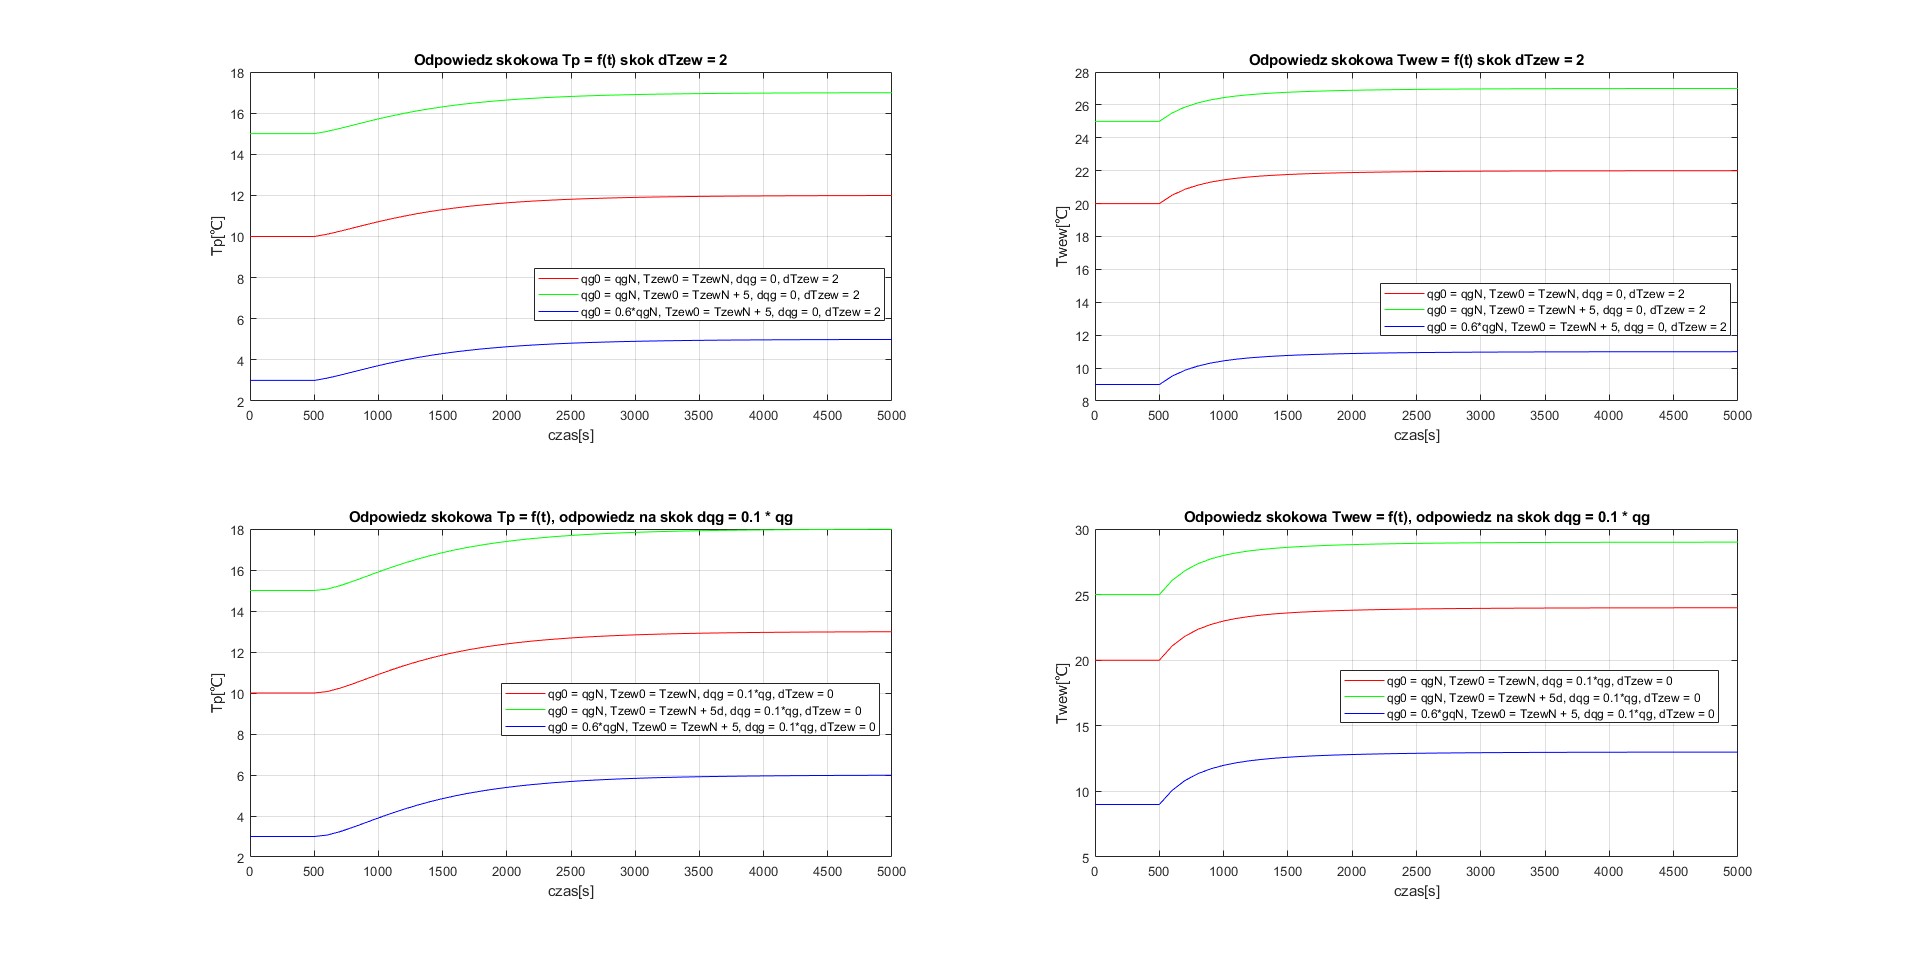 Odpowiedz skokowa Tp = f(t) skok dTzew = 2
18
16
14
12
10
8
6
4
2
Tp[℃]
qg0 = qgN, Tzew0 = TzewN, dqg = 0, dTzew = 2
qg0 = qgN, Tzew0 = TzewN + 5, dqg = 0, dTzew = 2
qg0 = 0.6*qgN, Tzew0 = TzewN + 5, dqg = 0, dTzew = 2
0 500 1000 1500 2000 2500 3000 3500 4000 4500 5000
czas[s]
Odpowiedz skokowa Twew = f(t) skok dTzew = 2
28
26
24
22
20
18
16
14
12
10
8
Twew[℃]
qg0 = qgN, Tzew0 = TzewN, dqg = 0, dTzew = 2
qg0 = qgN, Tzew0 = TzewN + 5, dqg = 0, dTzew = 2
qg0 = 0.6*qgN, Tzew0 = TzewN + 5, dqg = 0, dTzew = 2
0 500 1000 1500 2000 2500 3000 3500 4000 4500 5000
czas[s]
Odpowiedz skokowa Tp = f(t), odpowiedz na skok dqg = 0.1 * qg
18
16
14
12
10
8
6
4
2
Tp[℃]
qg0 = qgN, Tzew0 = TzewN, dqg = 0.1*qg, dTzew = 0
qg0 = qgN, Tzew0 = TzewN + 5d, dqg = 0.1*qg, dTzew = 0
qg0 = 0.6*qgN, Tzew0 = TzewN + 5, dqg = 0.1*qg, dTzew = 0
0 500 1000 1500 2000 2500 3000 3500 4000 4500 5000
czas[s]
Odpowiedz skokowa Twew = f(t), odpowiedz na skok dqg = 0.1 * qg
30
25
20
15
10
5
Twew[℃]
qg0 = qgN, Tzew0 = TzewN, dqg = 0.1*qg, dTzew = 0
qg0 = qgN, Tzew0 = TzewN + 5d, dqg = 0.1*qg, dTzew = 0
qg0 = 0.6*gqN, Tzew0 = TzewN + 5, dqg = 0.1*qg, dTzew = 0
0 500 1000 1500 2000 2500 3000 3500 4000 4500 5000
czas[s]